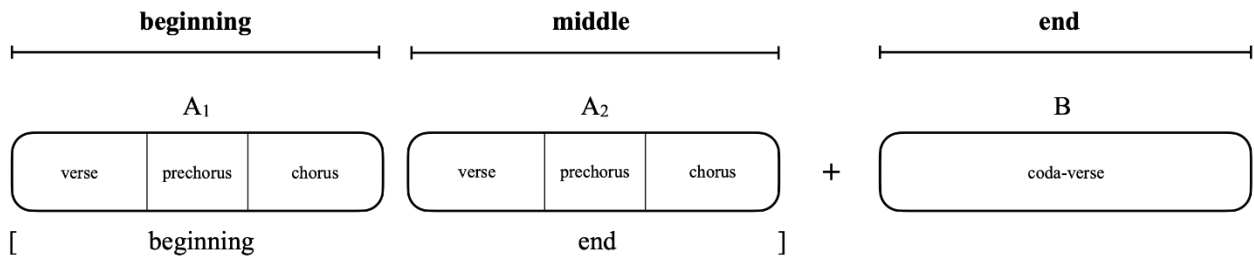 beginning middle end
A₁ A₂ B
verse prechorus chorus verse prechorus chorus + coda-verse
[ beginning end ]